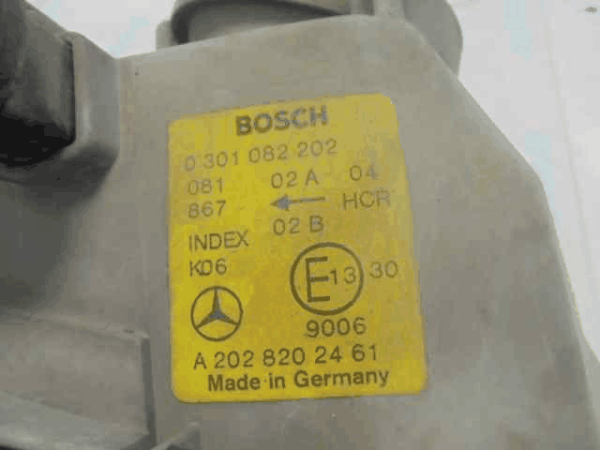 BOSCH
0 301 082 202
081 02 A 04
867 HCR
INDEX 02 B
K06 E13 30
9006
A 202 820 24 61
Made in Germany